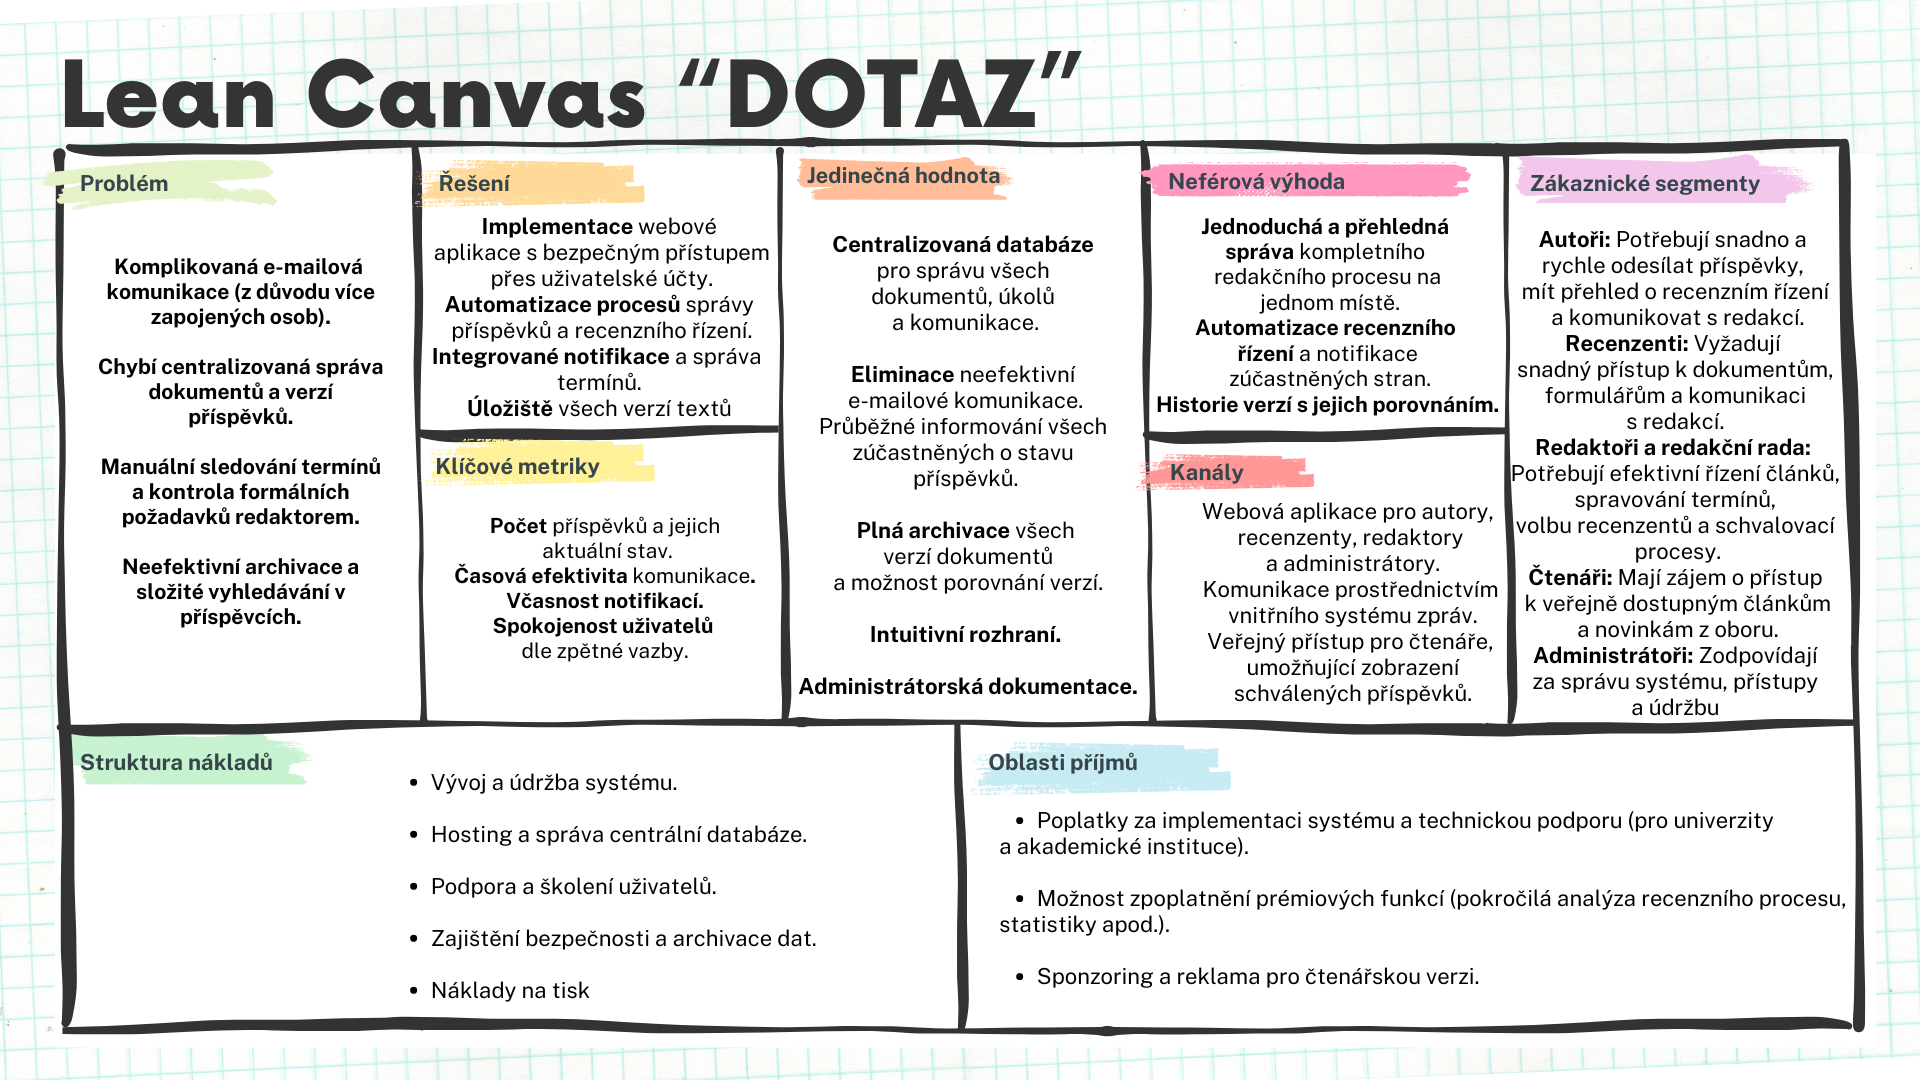 Lean Canvas “DOTAZ”
Problém
Komplikovaná e-mailová
komunikace (z důvodu více
zapojených osob).
Chybí centralizovaná správa
dokumentů a verzí
příspěvků.
Manuální sledování termínů
a kontrola formálních
požadavků redaktorem.
Neefektivní archivace a
složité vyhledávání v
příspěvcích.
Řešení
Implementace webové
aplikace s bezpečným přístupem
přes uživatelské účty.
Automatizace procesů správy
příspěvků a recenzního řízení.
Integrované notifikace a správa
termínů.
Úložiště všech verzí textů
Klíčové metriky
Počet příspěvků a jejich
aktuální stav.
Časová efektivita komunikace.
Včasnost notifikací.
Spokojenost uživatelů
dle zpětné vazby.
Jedinečná hodnota
Centralizovaná databáze
pro správu všech
dokumentů, úkolů
a komunikace.
Eliminace neefektivní
e-mailové komunikace.
Průběžné informování všech
zúčastněných o stavu
příspěvků.
Plná archivace všech
verzí dokumentů
a možnost porovnání verzí.
Intuitivní rozhraní.
Administrátorská dokumentace.
Neférová výhoda
Jednoduchá a přehledná
správa kompletního
redakčního procesu na
jednom místě.
Automatizace recenzního
řízení a notifikace
zúčastněných stran.
Historie verzí s jejich porovnáním.
Kanály
Webová aplikace pro autory,
recenzenty, redaktory
a administrátory.
Komunikace prostřednictvím
vnitřního systému zpráv.
Veřejný přístup pro čtenáře,
umožňující zobrazení
schválených příspěvků.
Zákaznické segmenty
Autoři: Potřebují snadno a
rychle odesílat příspěvky,
mít přehled o recenzním řízení
a komunikovat s redakcí.
Recenzenti: Vyžadují
snadný přístup k dokumentům,
formulářům a komunikaci
s redakcí.
Redaktoři a redakční rada:
Potřebují efektivní řízení článků,
spravování termínů,
volbu recenzentů a schvalovací
procesy.
Čtenáři: Mají zájem o přístup
k veřejně dostupným článkům
a novinkám z oboru.
Administrátoři: Zodpovídají
za správu systému, přístupy
a údržbu
Struktura nákladů
• Vývoj a údržba systému.
• Hosting a správa centrální databáze.
• Podpora a školení uživatelů.
• Zajištění bezpečnosti a archivace dat.
• Náklady na tisk
Oblasti příjmů
• Poplatky za implementaci systému a technickou podporu (pro univerzity
a akademické instituce).
• Možnost zpoplatnění prémiových funkcí (pokročilá analýza recenzního procesu,
statistiky apod.).
• Sponzoring a reklama pro čtenářskou verzi.